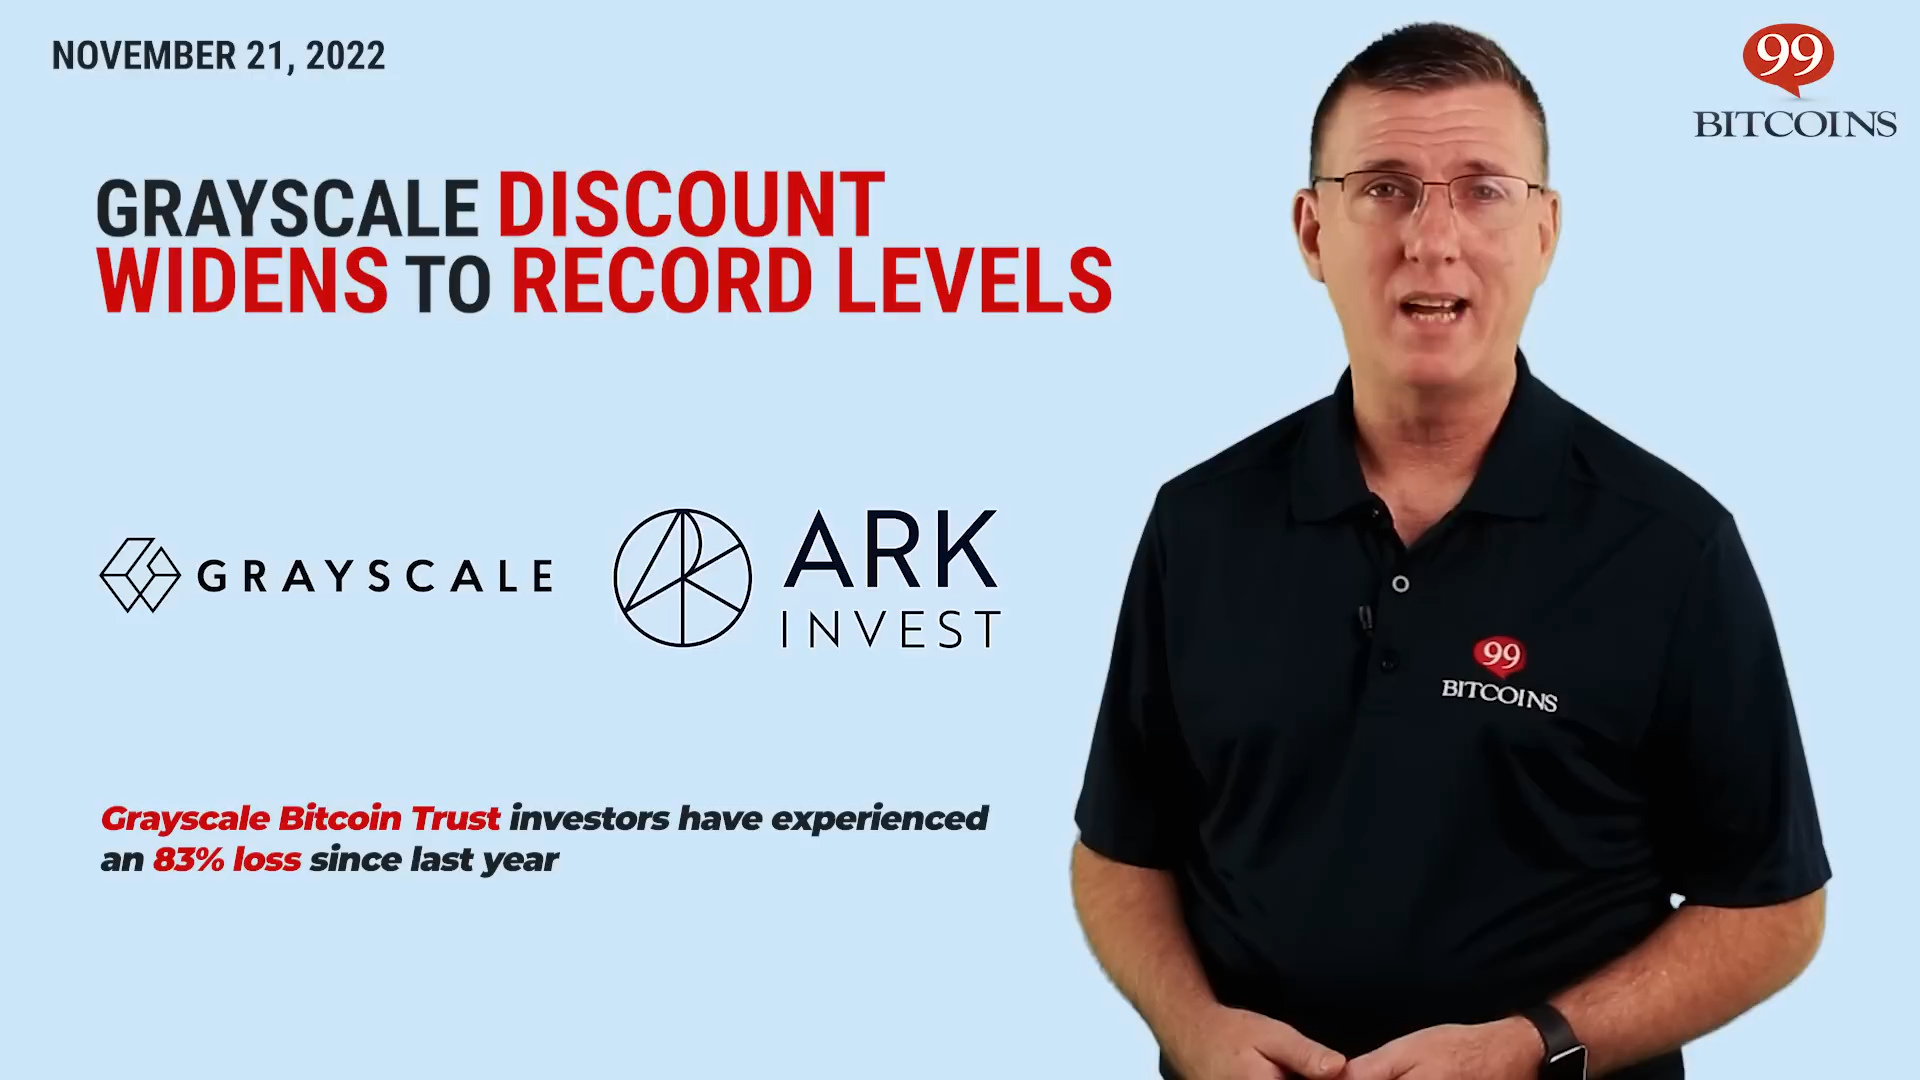 NOVEMBER 21, 2022
99
BITCOINS
GRAYSCALE DISCOUNT
WIDENS TO RECORD LEVELS
GRAYSCALE
ARK
INVEST
99
BITCOINS
Grayscale Bitcoin Trust investors have experienced
an 83% loss since last year